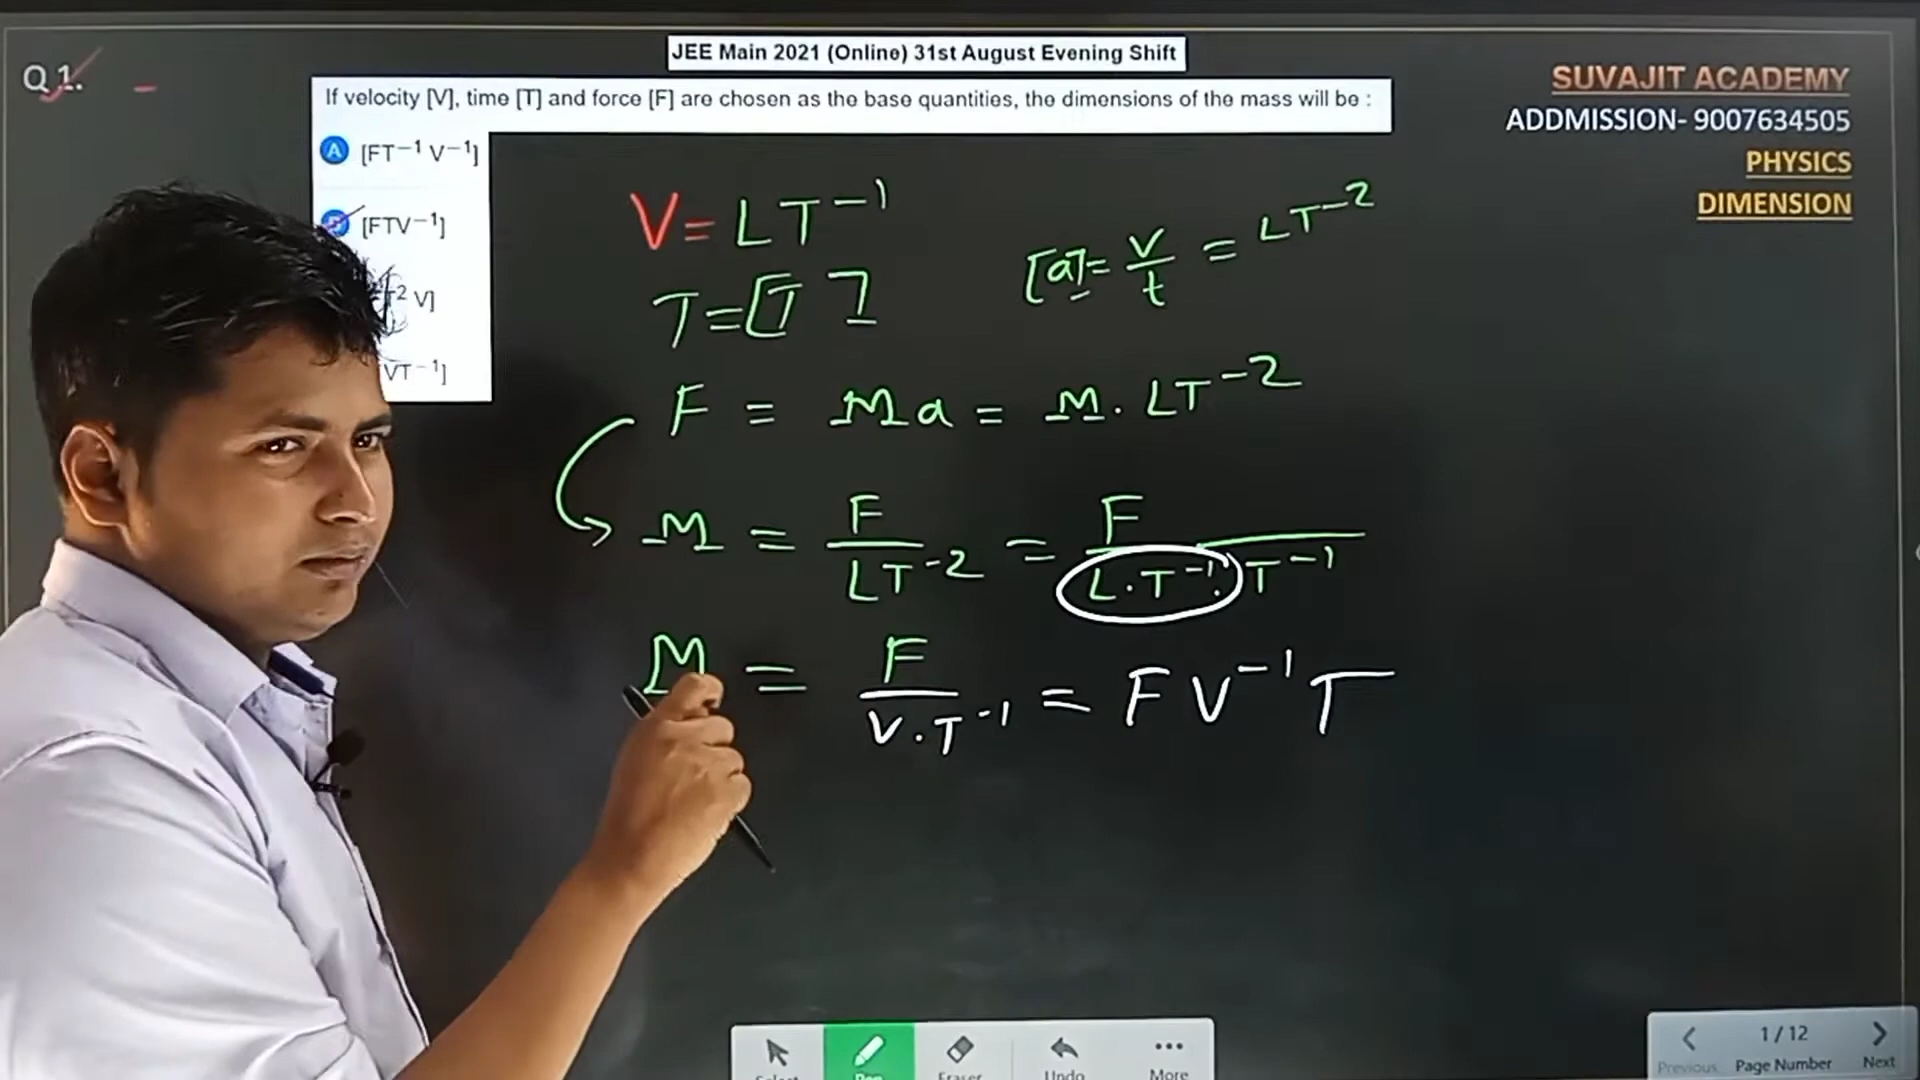 JEE Main 2021 (Online) 31st August Evening Shift
Q 1.
If velocity [V], time [T] and force [F] are chosen as the base quantities, the dimensions of the mass will be :
SUVAJIT ACADEMY
ADDMISSION- 9007634505
PHYSICS
DIMENSION
A [FT⁻¹ V⁻¹]
[FTV⁻¹]
T² V]
VT⁻¹]
V = LT⁻¹
T = [T]
[a] = V/t = LT⁻²
F = Ma = M. LT⁻²
M = F/LT⁻² = F/L.T⁻¹.T⁻¹
M = F/V.T⁻¹ = FV⁻¹T
Select Pen Eraser Undo More
1 / 12
Previous Page Number Next